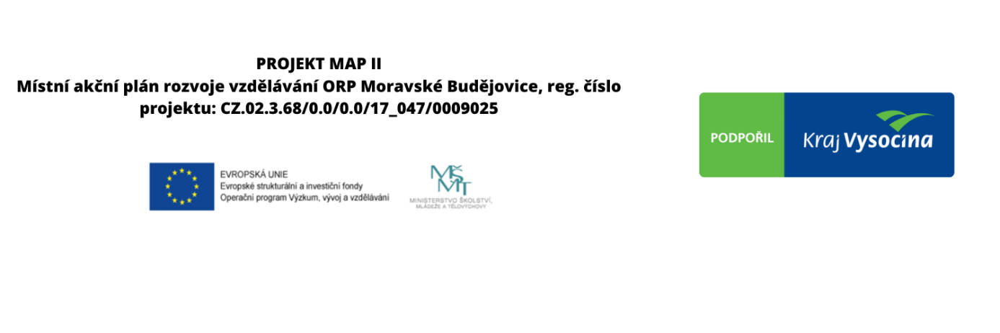 PROJEKT MAP II
Místní akční plán rozvoje vzdělávání ORP Moravské Budějovice, reg. číslo
projektu: CZ.02.3.68/0.0/0.0/17_047/0009025
EVROPSKÁ UNIE
Evropské strukturální a investiční fondy
Operační program Výzkum, vývoj a vzdělávání
MŠMT
MINISTERSTVO ŠKOLSTVÍ,
MLÁDEŽE A TĚLOVÝCHOVY
PODPOŘIL
Kraj Vysočina